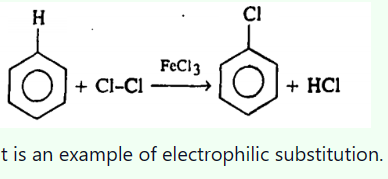 H Cl
+ Cl-Cl FeCl3 + HCl
t is an example of electrophilic substitution.